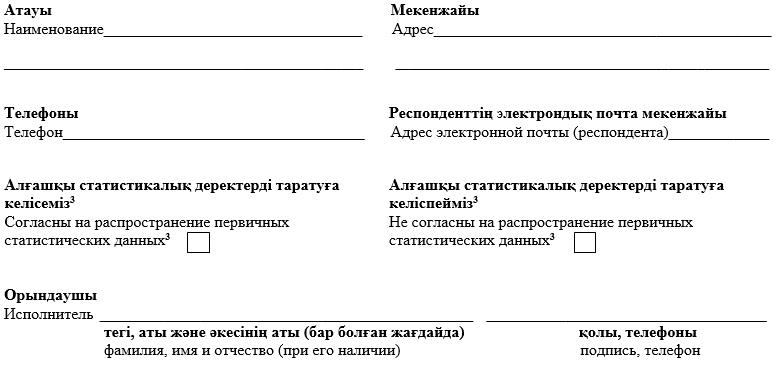 Атауы
Наименование
Мекенжайы
Адрес
Телефоны
Телефон
Респонденттің электрондық почта мекенжайы
Адрес электронной почты (респондента)
Алғашқы статистикалық деректерді таратуға
келісеміз³
Согласны на распространение первичных
статистических данных³
Алғашқы статистикалық деректерді таратуға
келіспейміз³
Не согласны на распространение первичных
статистических данных³
Орындаушы
Исполнитель
тегі, аты және әкесінің аты (бар болған жағдайда)
фамилия, имя и отчество (при его наличии)
қолы, телефоны
подпись, телефон